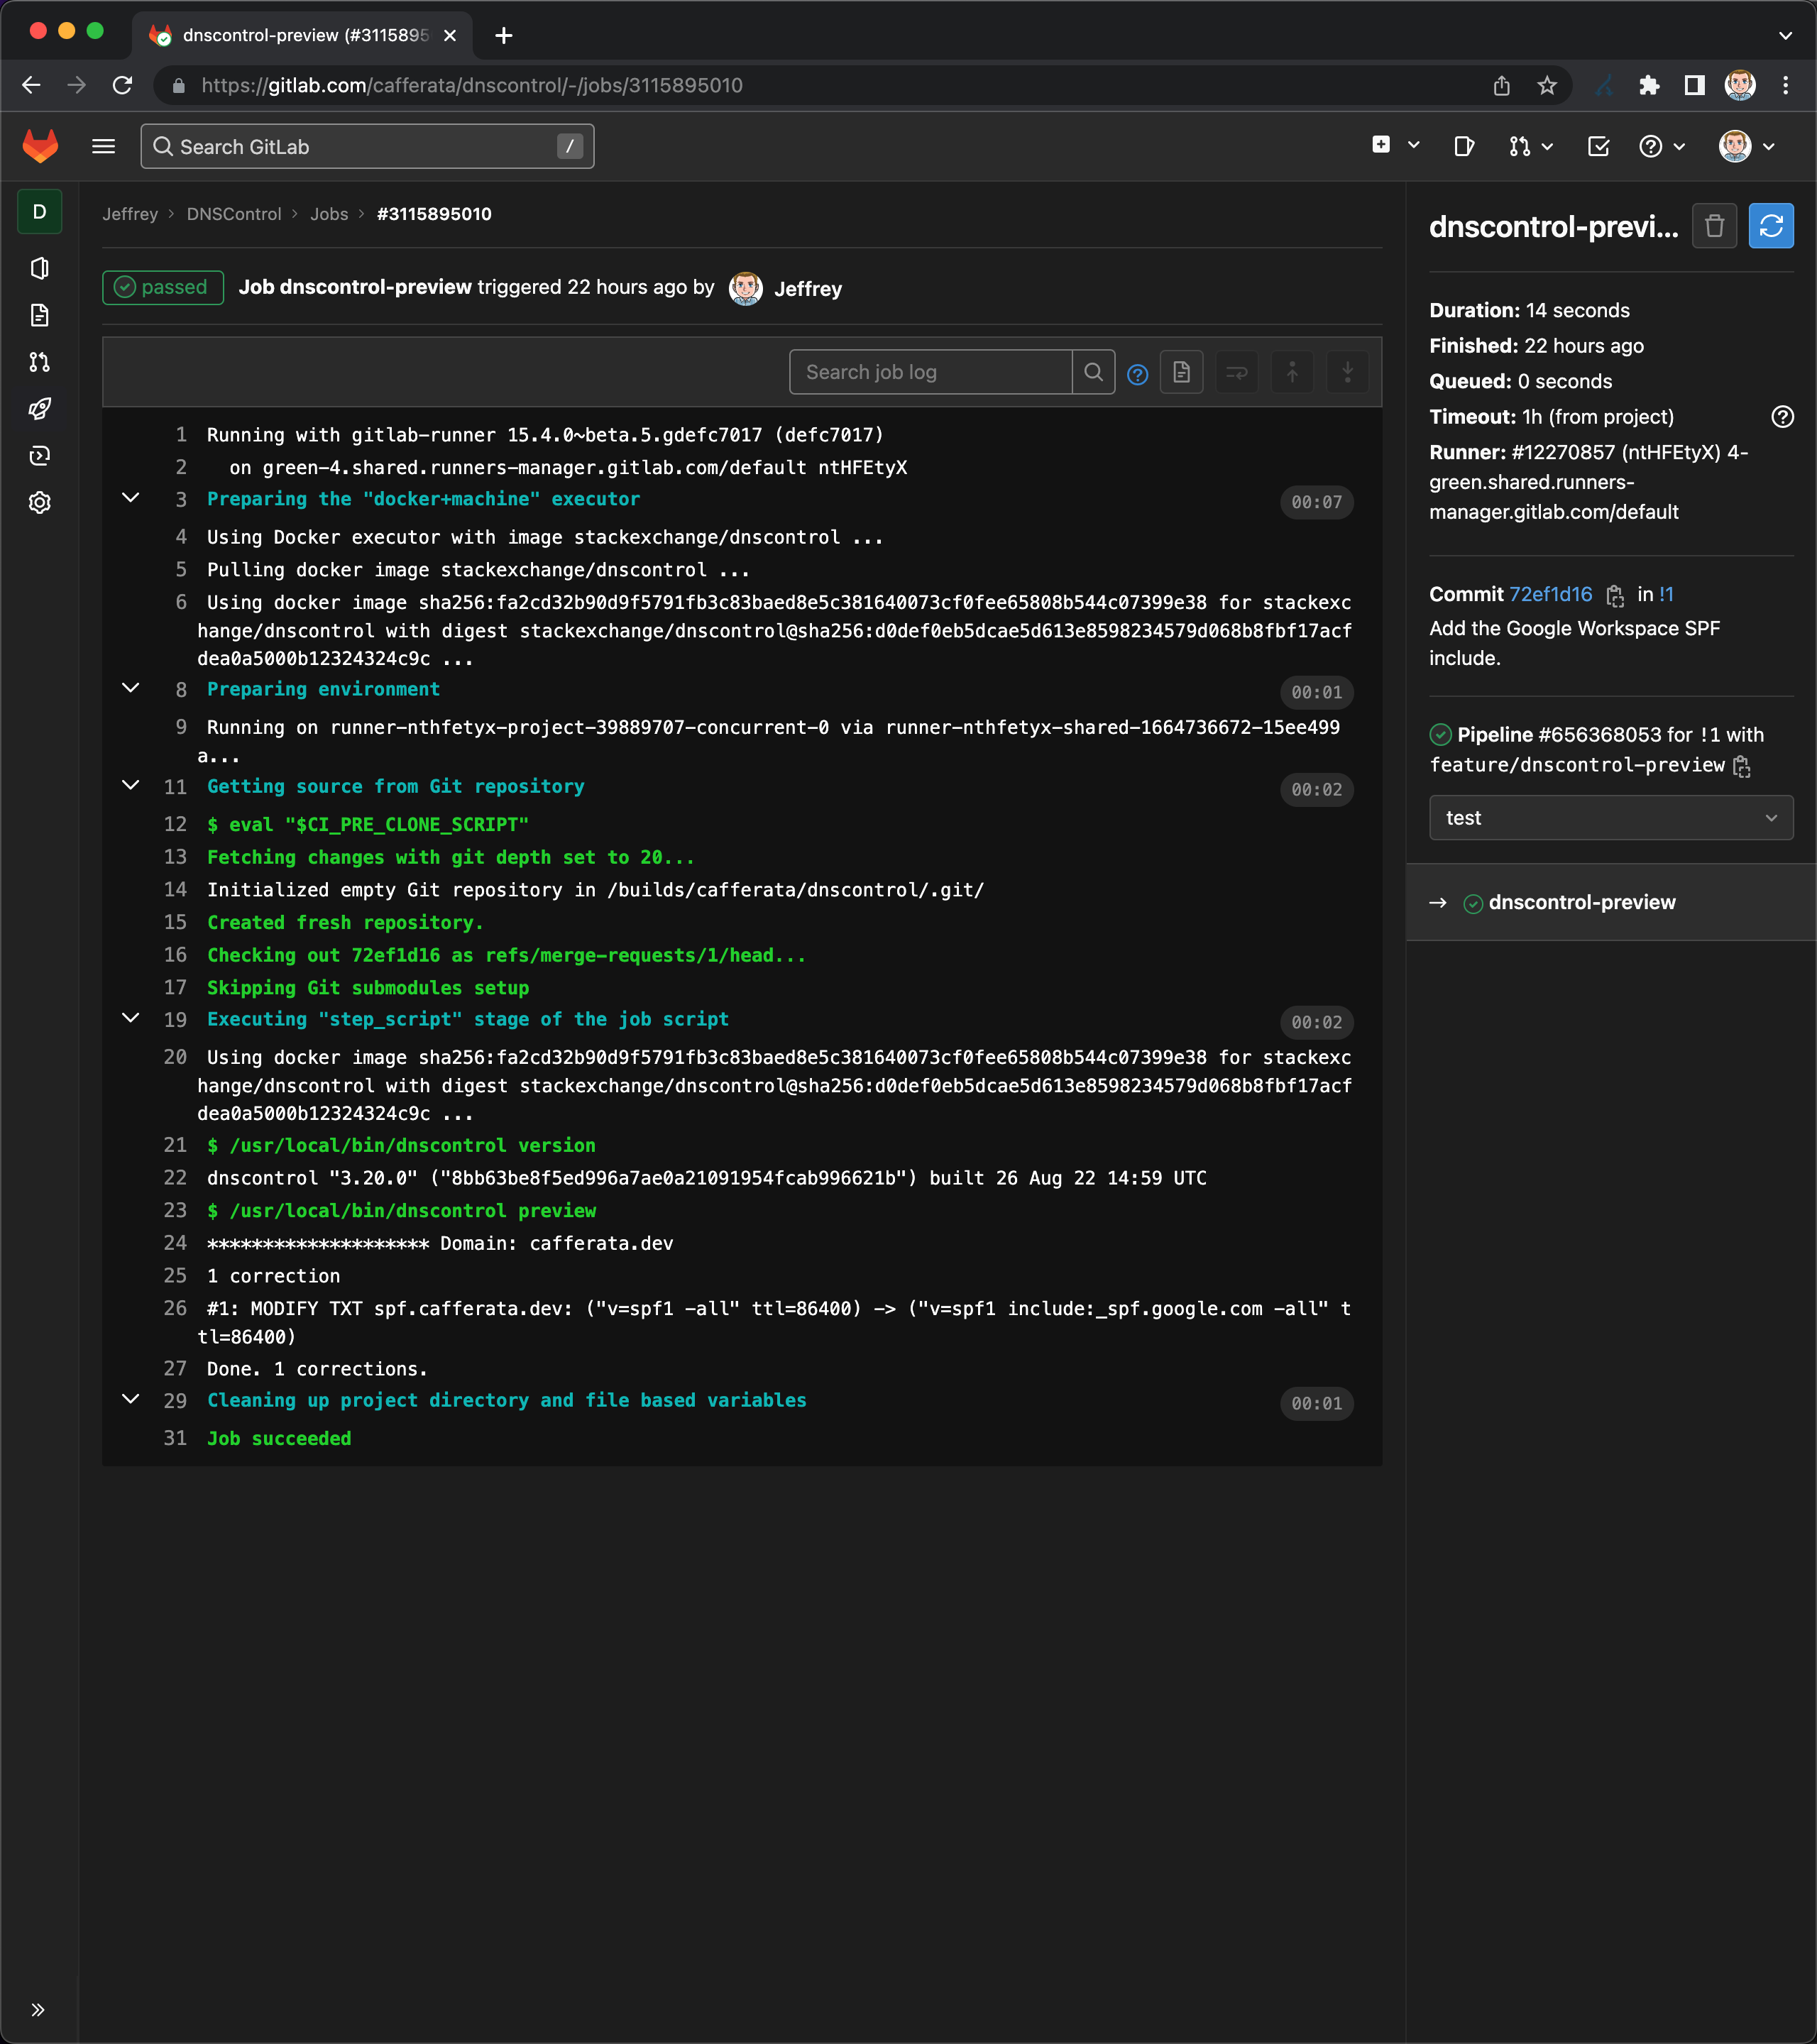 dnscontrol-preview (#3115895
https://gitlab.com/cafferata/dnscontrol/-/jobs/3115895010
Search GitLab
/
D
Jeffrey > DNSControl > Jobs > #3115895010
passed Job dnscontrol-preview triggered 22 hours ago by Jeffrey
Search job log
1 Running with gitlab-runner 15.4.0~beta.5.gdefc7017 (defc7017)
2 on green-4.shared.runners-manager.gitlab.com/default ntHFEtyX
3 Preparing the "docker+machine" executor 00:07
4 Using Docker executor with image stackexchange/dnscontrol ...
5 Pulling docker image stackexchange/dnscontrol ...
6 Using docker image sha256:fa2cd32b90d9f5791fb3c83baed8e5c381640073cf0fee65808b544c07399e38 for stackexc
hange/dnscontrol with digest stackexchange/dnscontrol@sha256:d0def0eb5dcae5d613e8598234579d068b8fbf17acf
dea0a5000b12324324c9c ...
8 Preparing environment 00:01
9 Running on runner-nthfetyx-project-39889707-concurrent-0 via runner-nthfetyx-shared-1664736672-15ee499
a...
11 Getting source from Git repository 00:02
12 $ eval "$CI_PRE_CLONE_SCRIPT"
13 Fetching changes with git depth set to 20...
14 Initialized empty Git repository in /builds/cafferata/dnscontrol/.git/
15 Created fresh repository.
16 Checking out 72ef1d16 as refs/merge-requests/1/head...
17 Skipping Git submodules setup
19 Executing "step_script" stage of the job script 00:02
20 Using docker image sha256:fa2cd32b90d9f5791fb3c83baed8e5c381640073cf0fee65808b544c07399e38 for stackexc
hange/dnscontrol with digest stackexchange/dnscontrol@sha256:d0def0eb5dcae5d613e8598234579d068b8fbf17acf
dea0a5000b12324324c9c ...
21 $ /usr/local/bin/dnscontrol version
22 dnscontrol "3.20.0" ("8bb63be8f5ed996a7ae0a21091954fcab996621b") built 26 Aug 22 14:59 UTC
23 $ /usr/local/bin/dnscontrol preview
24 ******************** Domain: cafferata.dev
25 1 correction
26 #1: MODIFY TXT spf.cafferata.dev: ("v=spf1 -all" ttl=86400) -> ("v=spf1 include:_spf.google.com -all" t
tl=86400)
27 Done. 1 corrections.
29 Cleaning up project directory and file based variables 00:01
31 Job succeeded
dnscontrol-previ...
Duration: 14 seconds
Finished: 22 hours ago
Queued: 0 seconds
Timeout: 1h (from project)
Runner: #12270857 (ntHFEtyX) 4-
green.shared.runners-
manager.gitlab.com/default
Commit 72ef1d16 in !1
Add the Google Workspace SPF
include.
Pipeline #656368053 for !1 with
feature/dnscontrol-preview
test
→ dnscontrol-preview